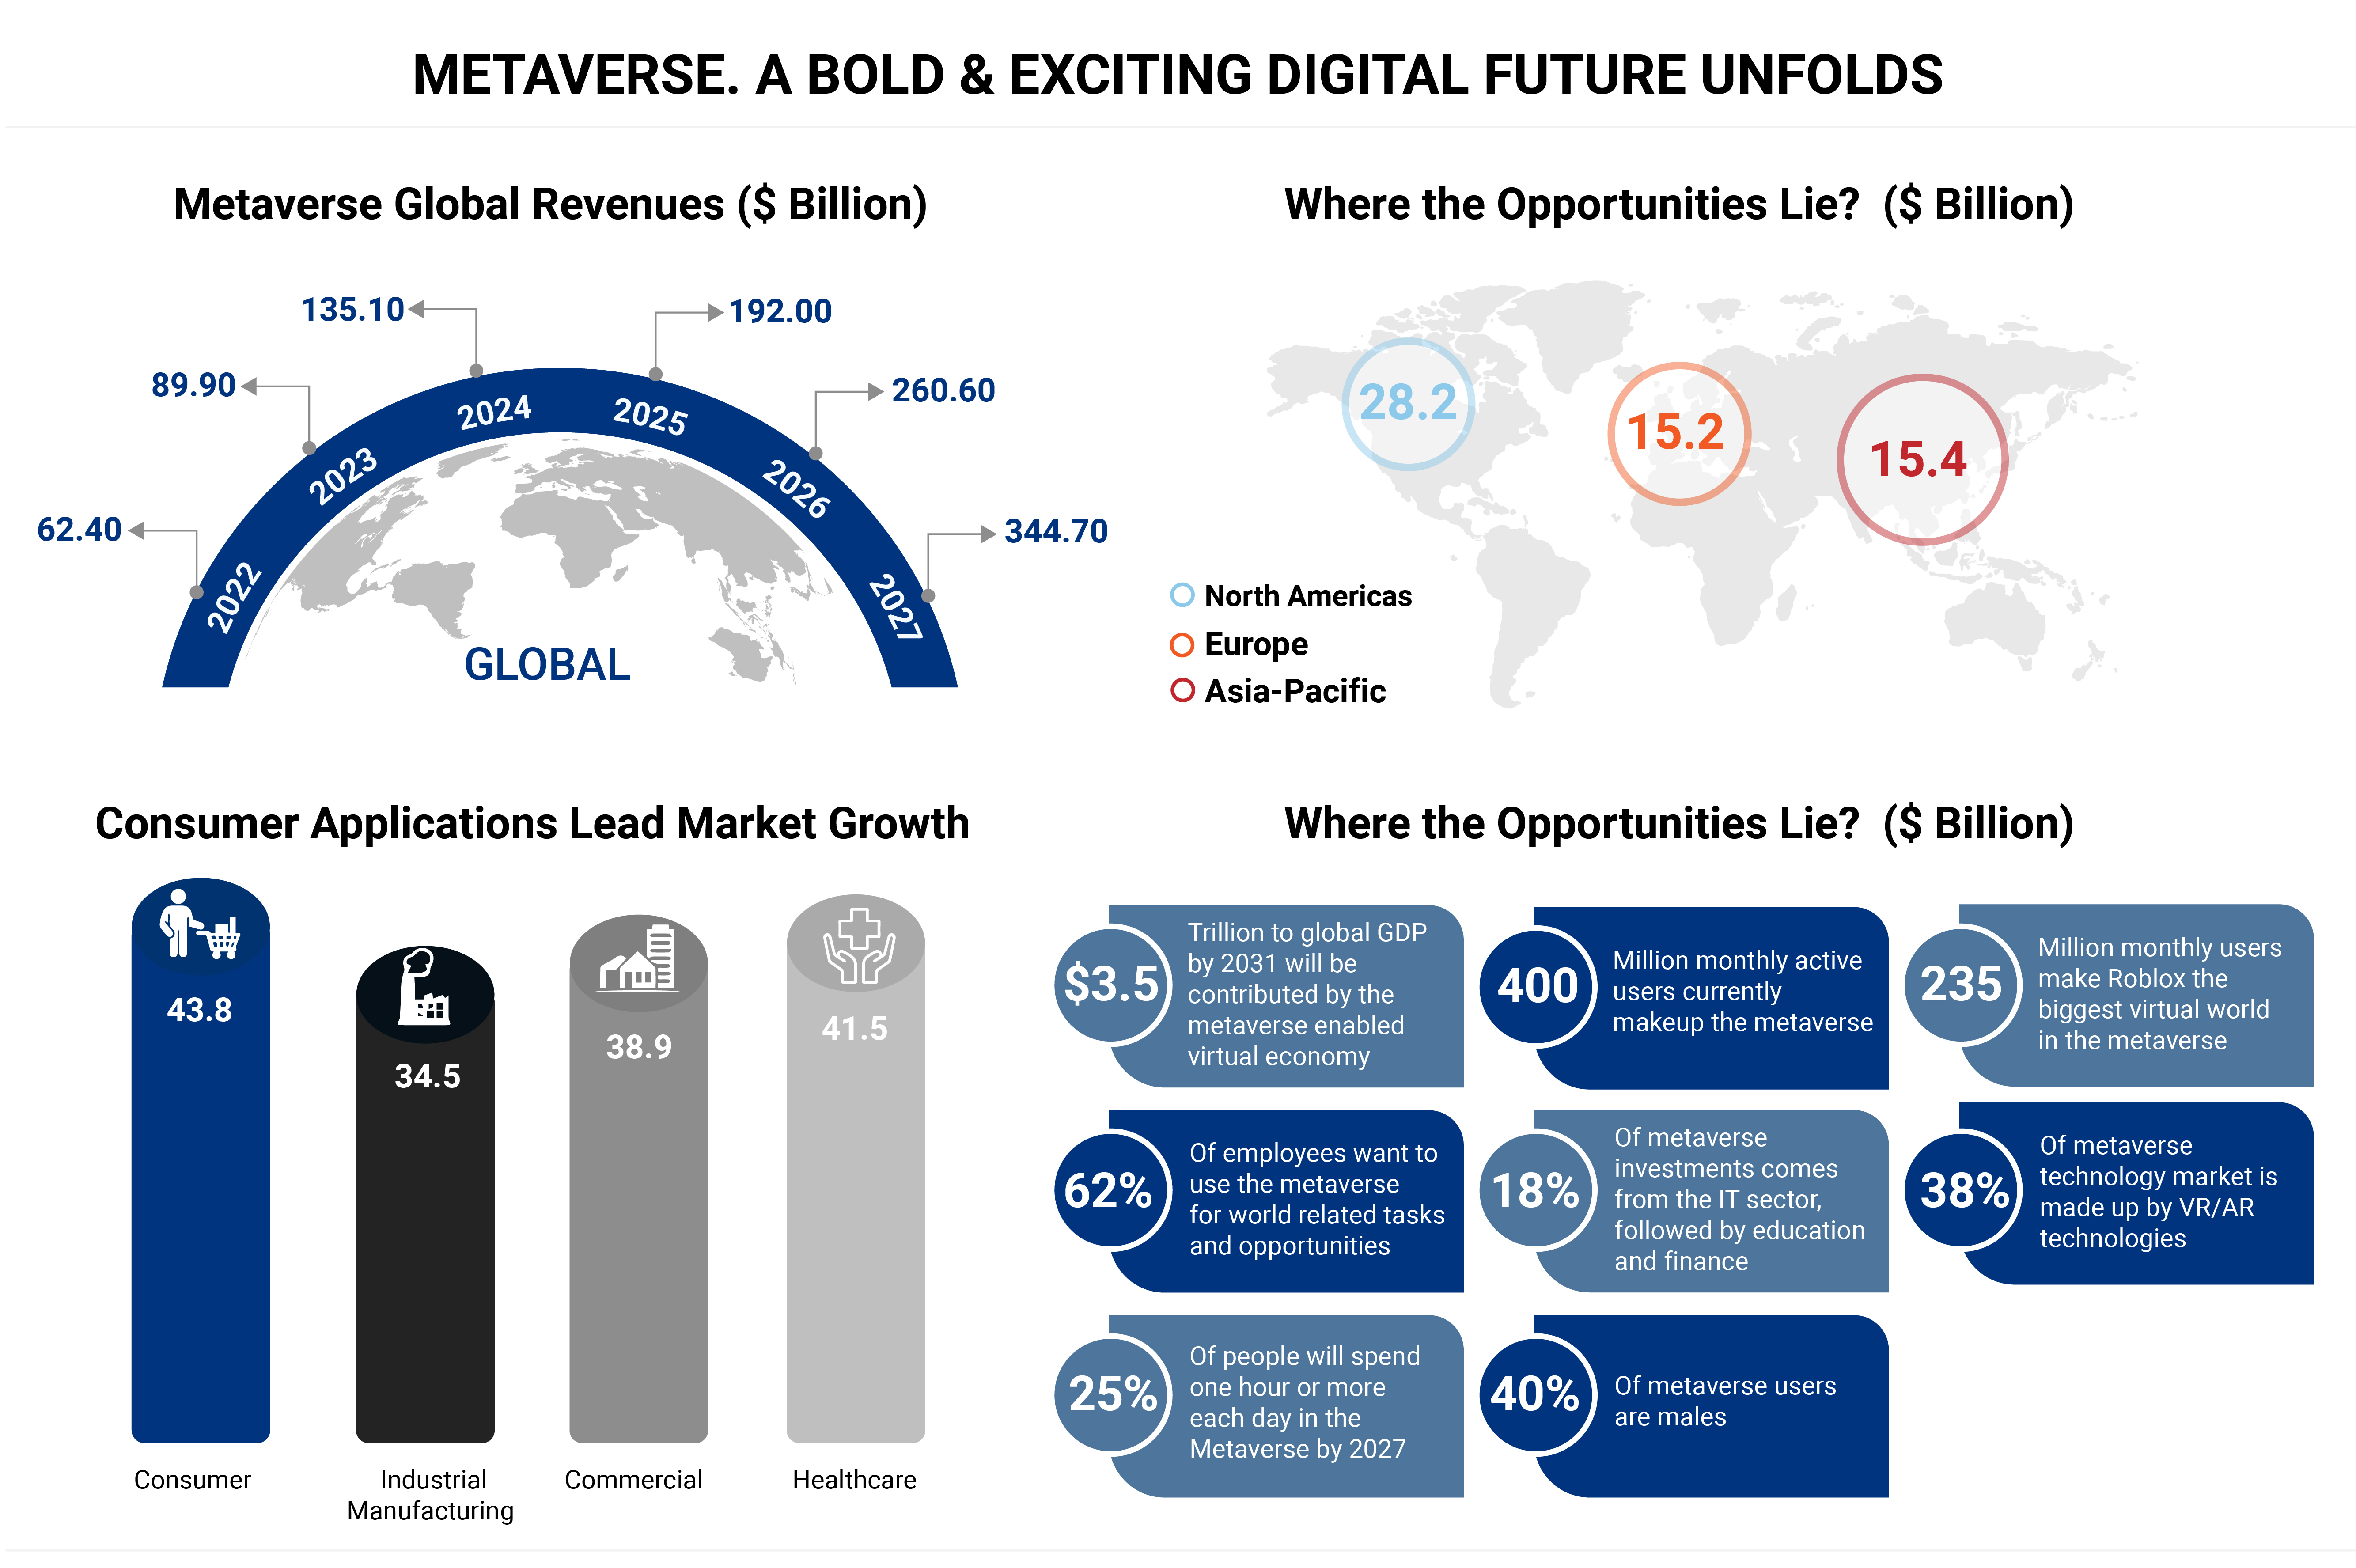 METAVERSE. A BOLD & EXCITING DIGITAL FUTURE UNFOLDS
Metaverse Global Revenues ($ Billion)
62.40
89.90
135.10
192.00
260.60
344.70
2022
2023
2024
2025
2026
2027
GLOBAL
Where the Opportunities Lie? ($ Billion)
28.2
15.2
15.4
North Americas
Europe
Asia-Pacific
Consumer Applications Lead Market Growth
43.8
34.5
38.9
41.5
Consumer
Industrial
Manufacturing
Commercial
Healthcare
Where the Opportunities Lie? ($ Billion)
$3.5
Trillion to global GDP
by 2031 will be
contributed by the
metaverse enabled
virtual economy
400
Million monthly active
users currently
makeup the metaverse
235
Million monthly users
make Roblox the
biggest virtual world
in the metaverse
62%
Of employees want to
use the metaverse
for world related tasks
and opportunities
18%
Of metaverse
investments comes
from the IT sector,
followed by education
and finance
38%
Of metaverse
technology market is
made up by VR/AR
technologies
25%
Of people will spend
one hour or more
each day in the
Metaverse by 2027
40%
Of metaverse users
are males